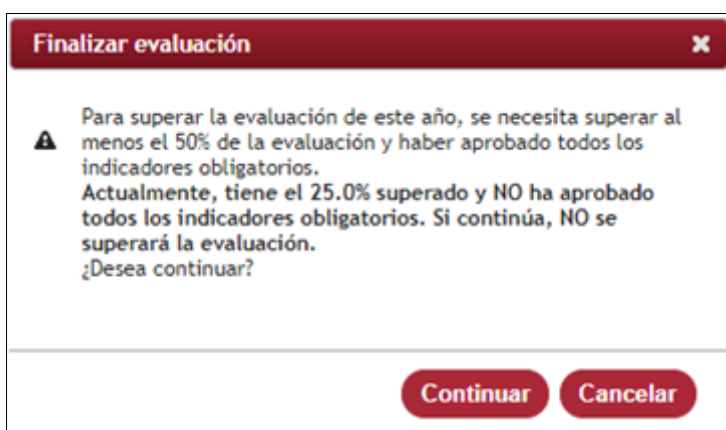 Finalizar evaluación
Para superar la evaluación de este año, se necesita superar al
menos el 50% de la evaluación y haber aprobado todos los
indicadores obligatorios.
Actualmente, tiene el 25.0% superado y NO ha aprobado
todos los indicadores obligatorios. Si continúa, NO se
superará la evaluación.
¿Desea continuar?
Continuar Cancelar